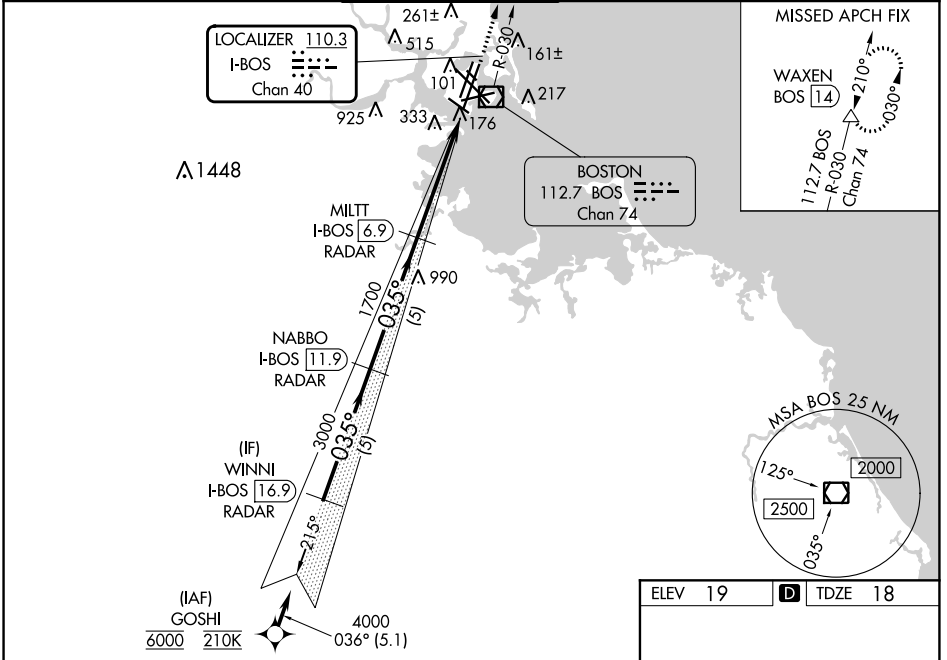 261±
515
LOCALIZER 110.3
I-BOS
Chan 40
R-030
161±
101
217
925
333
176
1448
BOSTON
112.7 BOS
Chan 74
MISSED APCH FIX
WAXEN
BOS 14
210°
030°
112.7 BOS
R-030
Chan 74
MILTT
I-BOS 6.9
RADAR
990
1700
035°
(5)
NABBO
I-BOS 11.9
RADAR
3000
035°
(5)
(IF)
WINNI
I-BOS 16.9
RADAR
215°
(IAF)
GOSHI
6000 210K
4000
036° (5.1)
MSA BOS 25 NM
125°
2000
2500
035°
ELEV 19 D TDZE 18